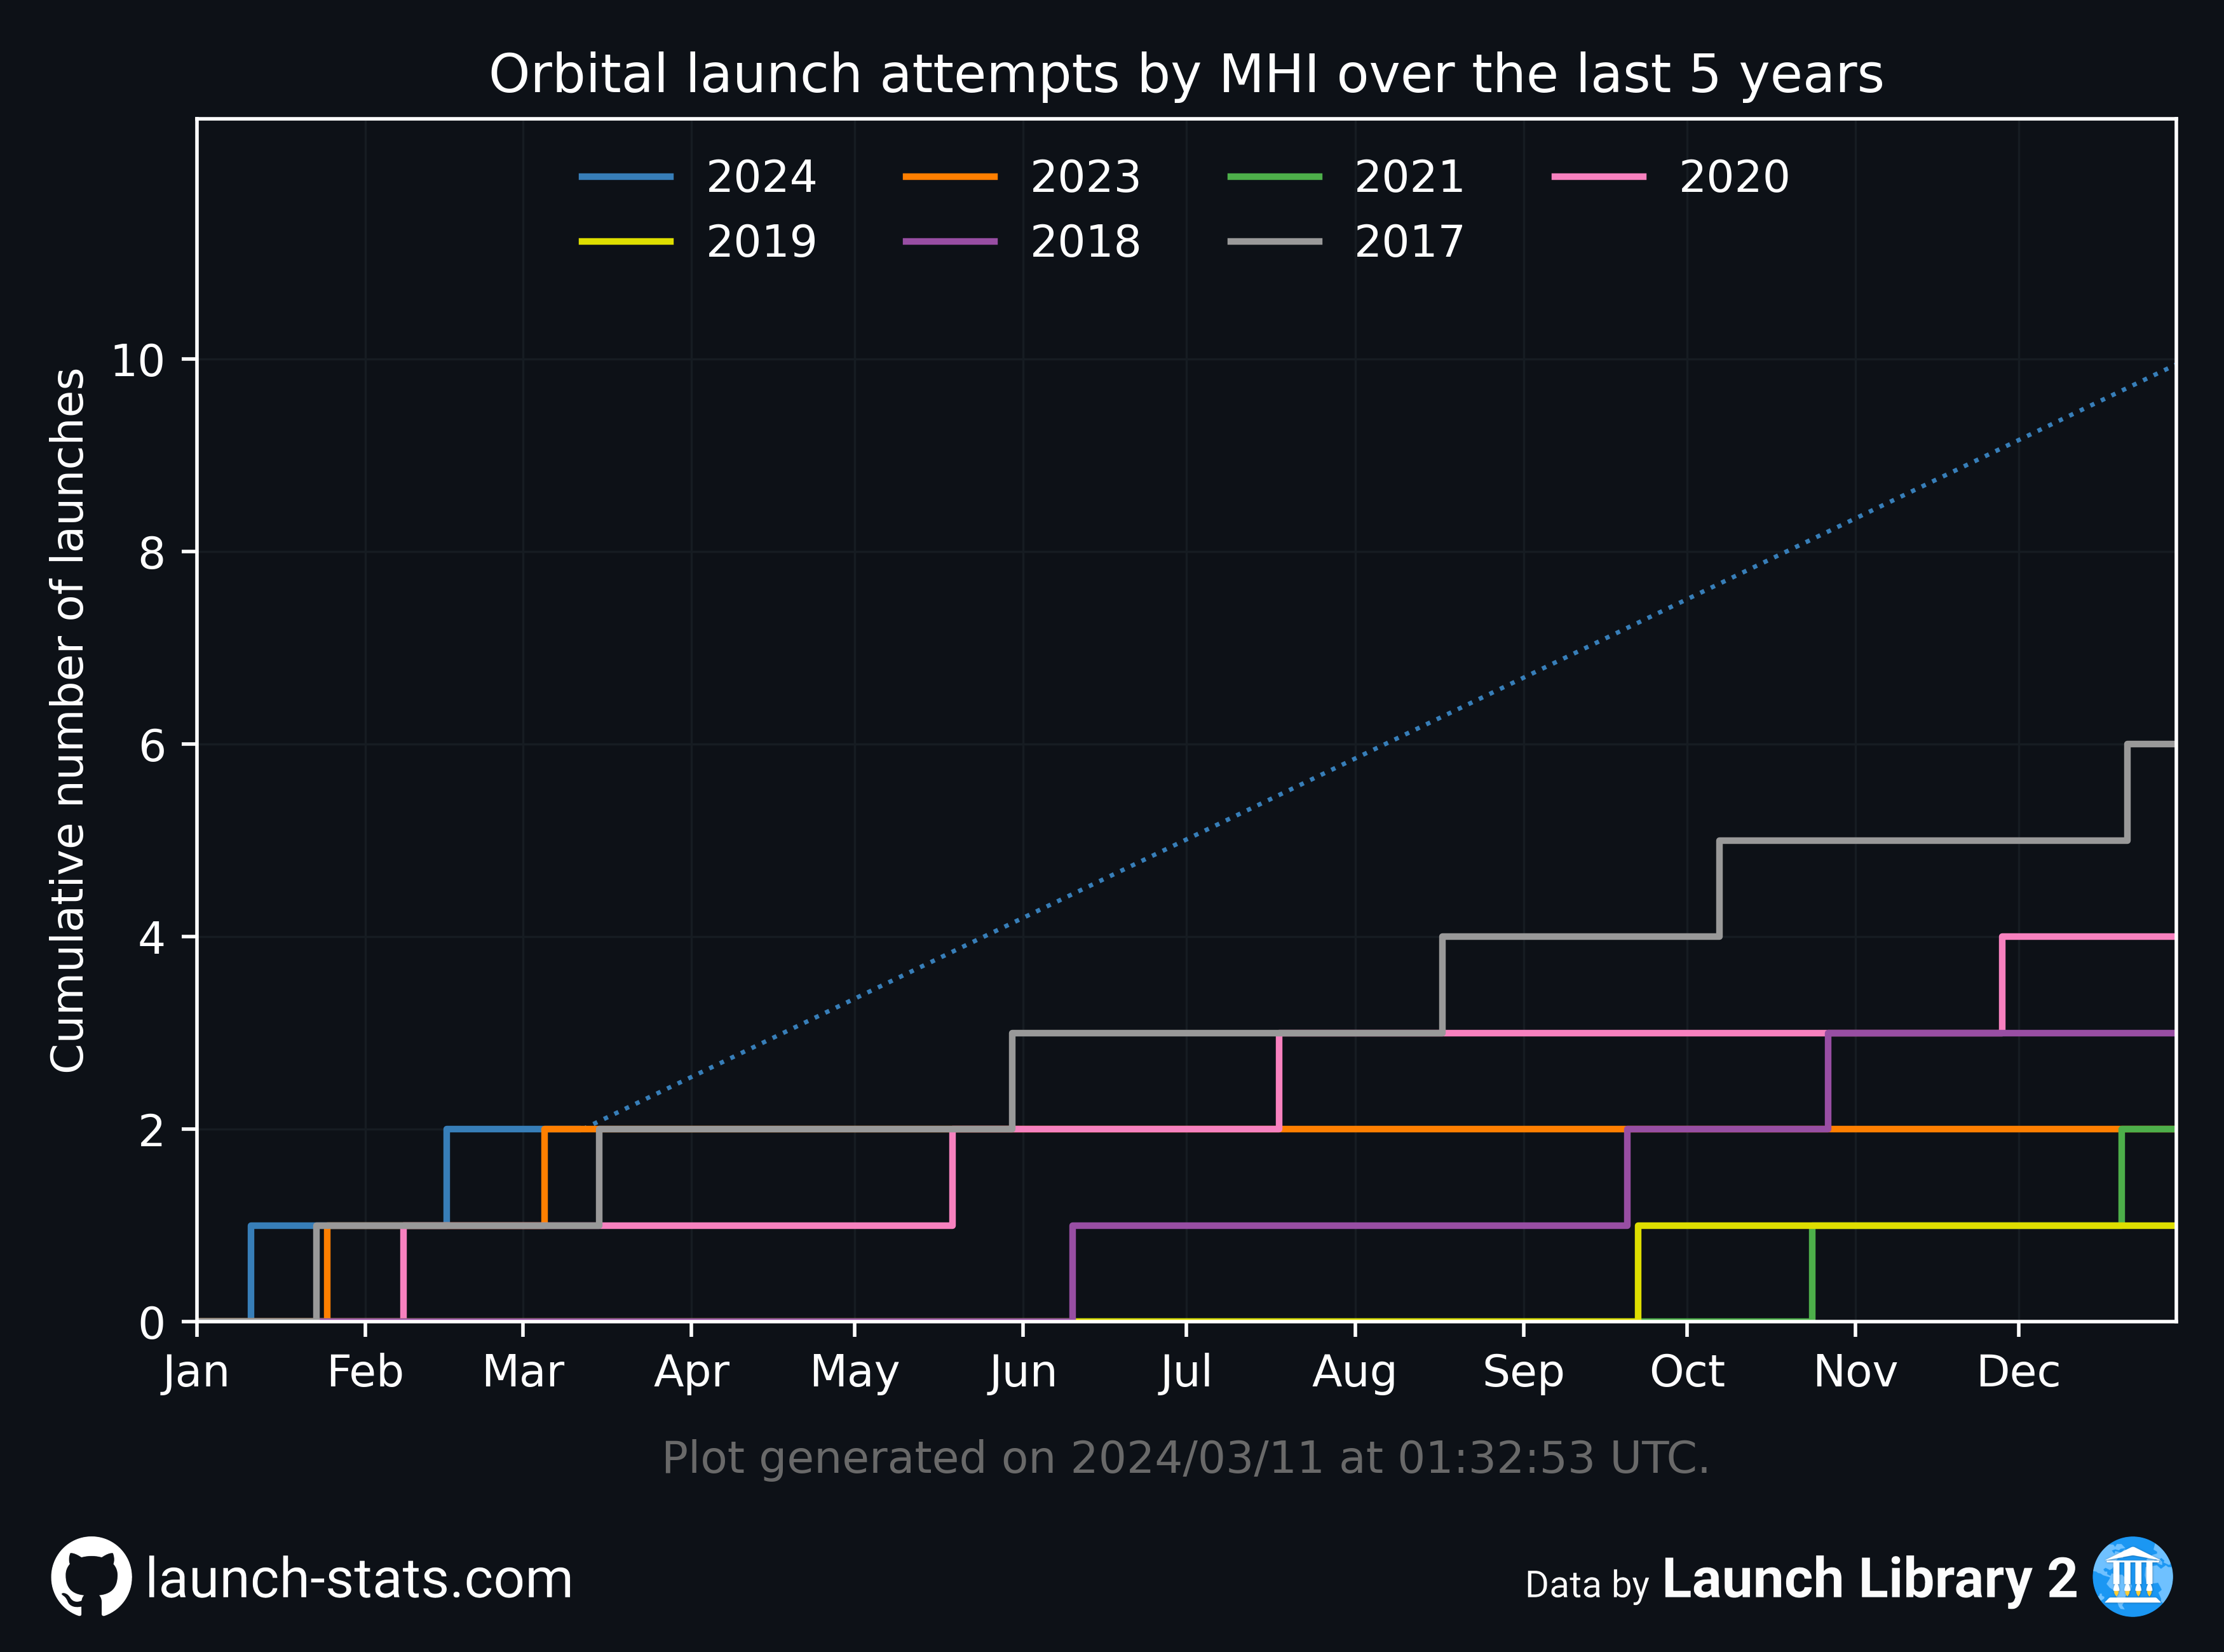 Orbital launch attempts by MHI over the last 5 years
2024 2023 2021 2020
2019 2018 2017
Cumulative number of launches
10
8
6
4
2
0
Jan Feb Mar Apr May Jun Jul Aug Sep Oct Nov Dec
Plot generated on 2024/03/11 at 01:32:53 UTC.
launch-stats.com
Data by Launch Library 2